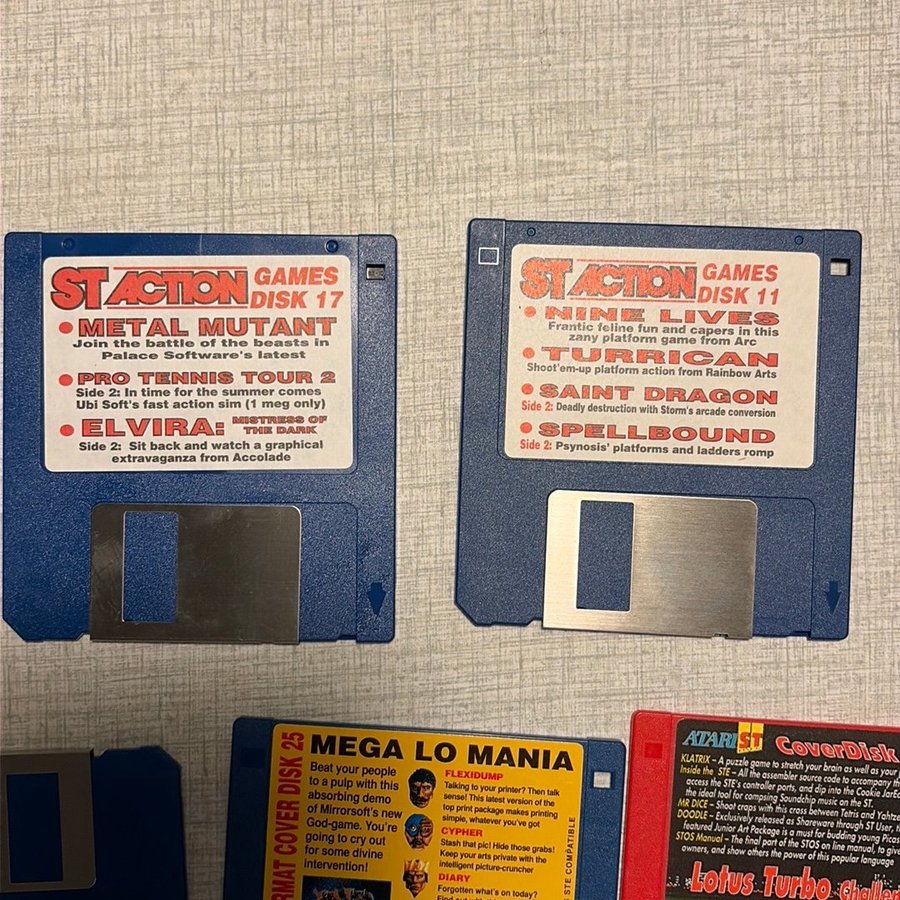 ST ACTION GAMES
DISK 17
METAL MUTANT
Join the battle of the beasts in
Palace Software's latest
PRO TENNIS TOUR 2
Side 2: In time for the summer comes
Ubi Soft's fast action sim (1 meg only)
ELVIRA: MISTRESS OF
THE DARK
Side 2: Sit back and watch a graphical
extravaganza from Accolade
ST ACTION GAMES
DISK 11
NINE LIVES
Frantic feline fun and capers in this
zany platform game from Arc
TURRICAN
Shoot'em-up platform action from Rainbow Arts
SAINT DRAGON
Side 2: Deadly destruction with Storm's arcade conversion
SPELLBOUND
Side 2: Psynosis' platforms and ladders romp
RMAT COVER DISK 25
MEGA LO MANIA
Beat your people
to a pulp with this
absorbing demo
of Mirrorsoft's new
God-game. You're
going to cry out
for some divine
intervention!
FLEXIDUMP
Talking to your printer? Then talk
sense! This latest version of the
top print package makes printing
simple, whatever you've got
CYPHER
Stash that pic! Hide those grabs!
Keep your arts private with the
intelligent picture-cruncher
DIARY
Forgotten what's on today?
STE COMPATIBLE
ATARI ST CoverDisk
KLATRIX – A puzzle game to stretch your brain as well as your
Inside the STE – All the assembler source code to accompany th
access the STE's controller ports, and dip into the Cookie Jar
the ideal tool for compsing Soundchip music on the ST.
MR DICE – Shoot craps with this cross between Tetris and Yahtze
DOODLE – Exclusively released as Shareware through ST User, th
featured Junior Art Package is a must for budding young Picas
STOS Manual – The final part of the STOS on line manual, to give
owners, and show others the power of this popular language
Lotus Turbo Challen